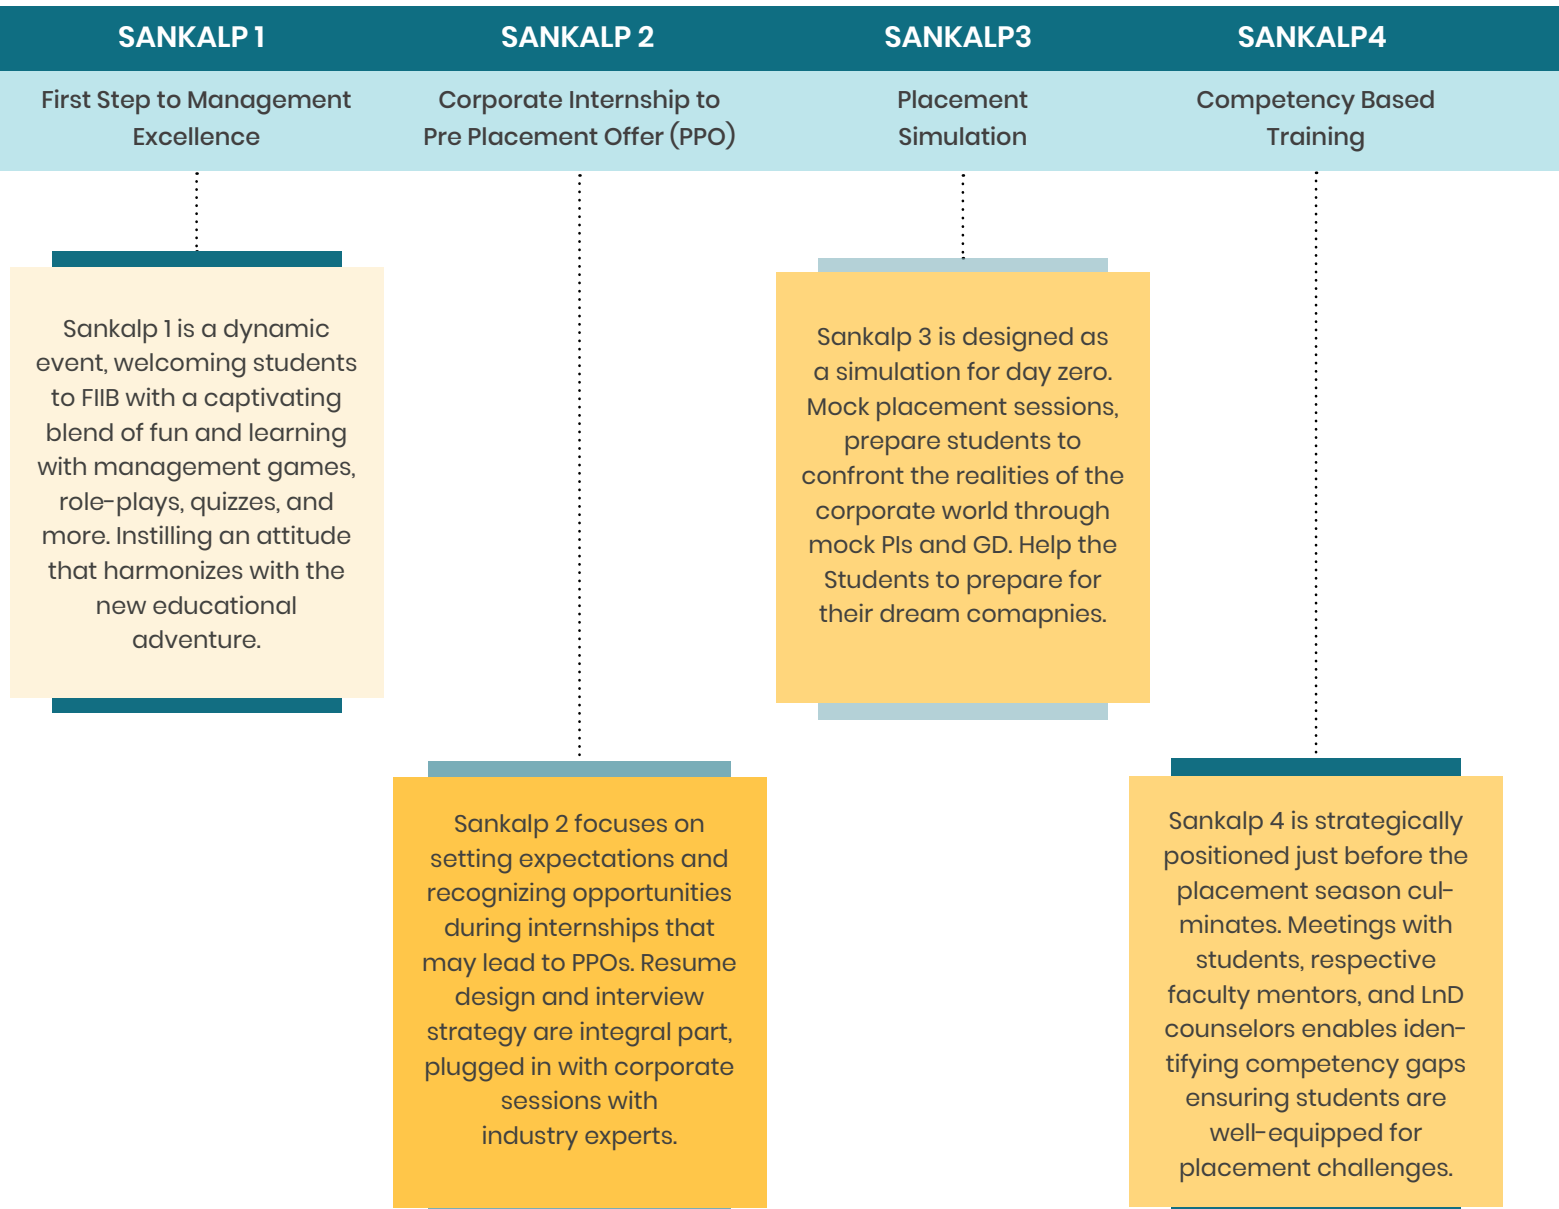 SANKALP 1
First Step to Management
Excellence
Sankalp 1 is a dynamic
event, welcoming students
to FIIB with a captivating
blend of fun and learning
with management games,
role-plays, quizzes, and
more. Instilling an attitude
that harmonizes with the
new educational
adventure.
SANKALP 2
Corporate Internship to
Pre Placement Offer (PPO)
Sankalp 2 focuses on
setting expectations and
recognizing opportunities
during internships that
may lead to PPOs. Resume
design and interview
strategy are integral part,
plugged in with corporate
sessions with
industry experts.
SANKALP3
Placement
Simulation
Sankalp 3 is designed as
a simulation for day zero.
Mock placement sessions,
prepare students to
confront the realities of the
corporate world through
mock PIs and GD. Help the
Students to prepare for
their dream comapnies.
SANKALP4
Competency Based
Training
Sankalp 4 is strategically
positioned just before the
placement season cul-
minates. Meetings with
students, respective
faculty mentors, and LnD
counselors enables iden-
tifying competency gaps
ensuring students are
well-equipped for
placement challenges.